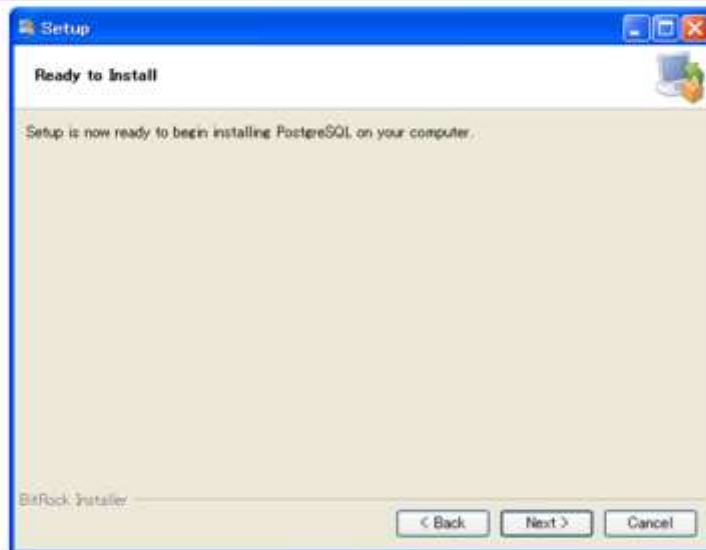 Setup
Ready to Install
Setup is now ready to begin installing PostgreSQL on your computer.
BitRock Installer
< Back
Next >
Cancel